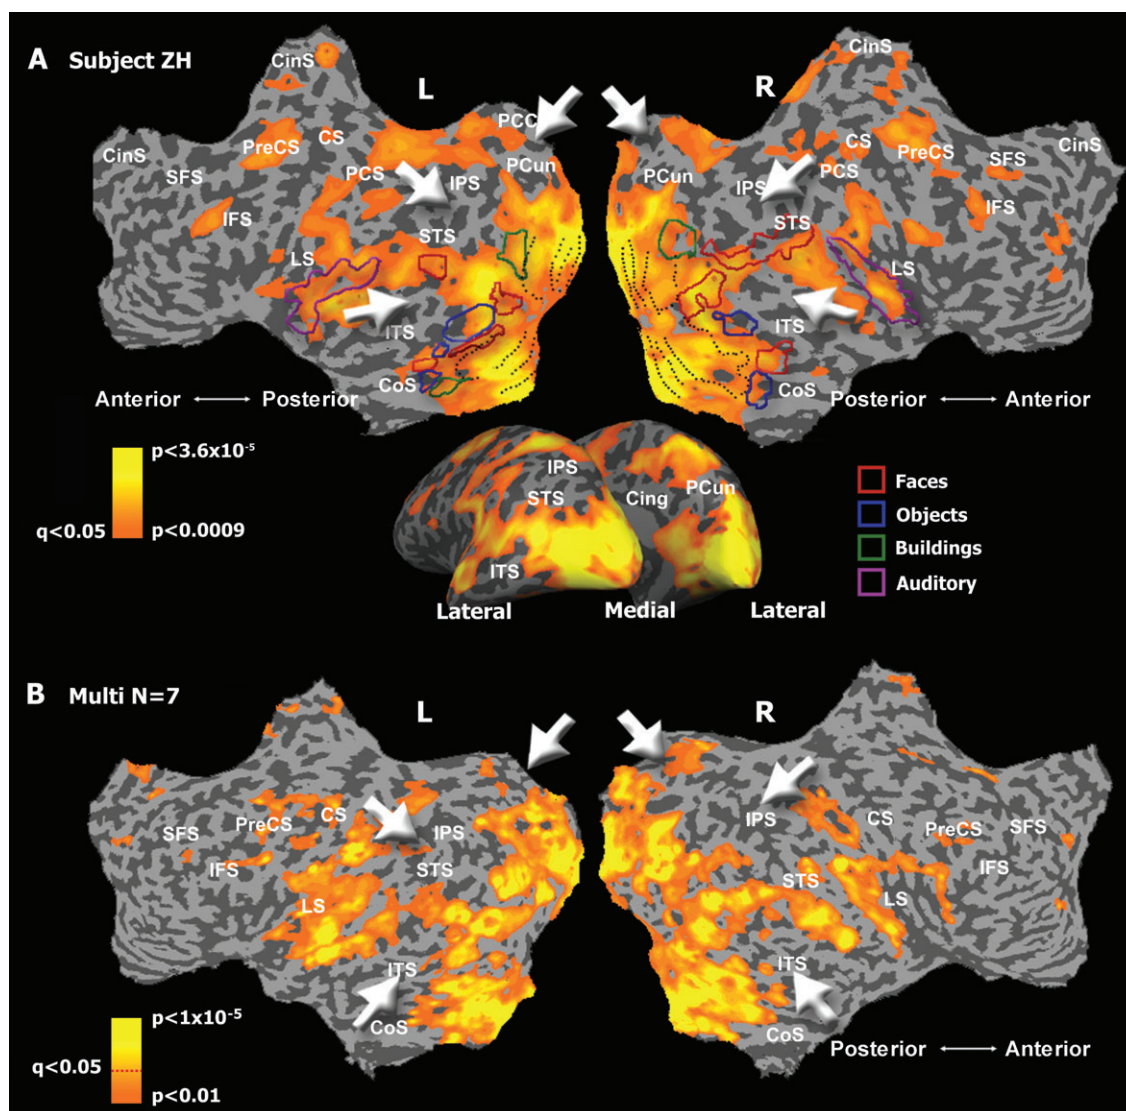 A Subject ZH
L
R
CinS
CinS
PCC
CinS
PreCS
CS
CS
PreCS
SFS
CinS
SFS
PCS
IPS
PCun
PCun
IPS
PCS
IFS
STS
STS
IFS
LS
LS
ITS
ITS
CoS
CoS
Anterior ⟷ Posterior
Posterior ⟷ Anterior
p<3.6x10⁻⁵
q<0.05
p<0.0009
IPS
STS
Cing
PCun
ITS
Lateral
Medial
Lateral
Faces
Objects
Buildings
Auditory
B Multi N=7
L
R
SFS
PreCS
CS
IPS
IPS
CS
PreCS
SFS
IFS
STS
STS
IFS
LS
LS
ITS
ITS
CoS
CoS
Posterior ⟷ Anterior
p<1x10⁻⁵
q<0.05
p<0.01